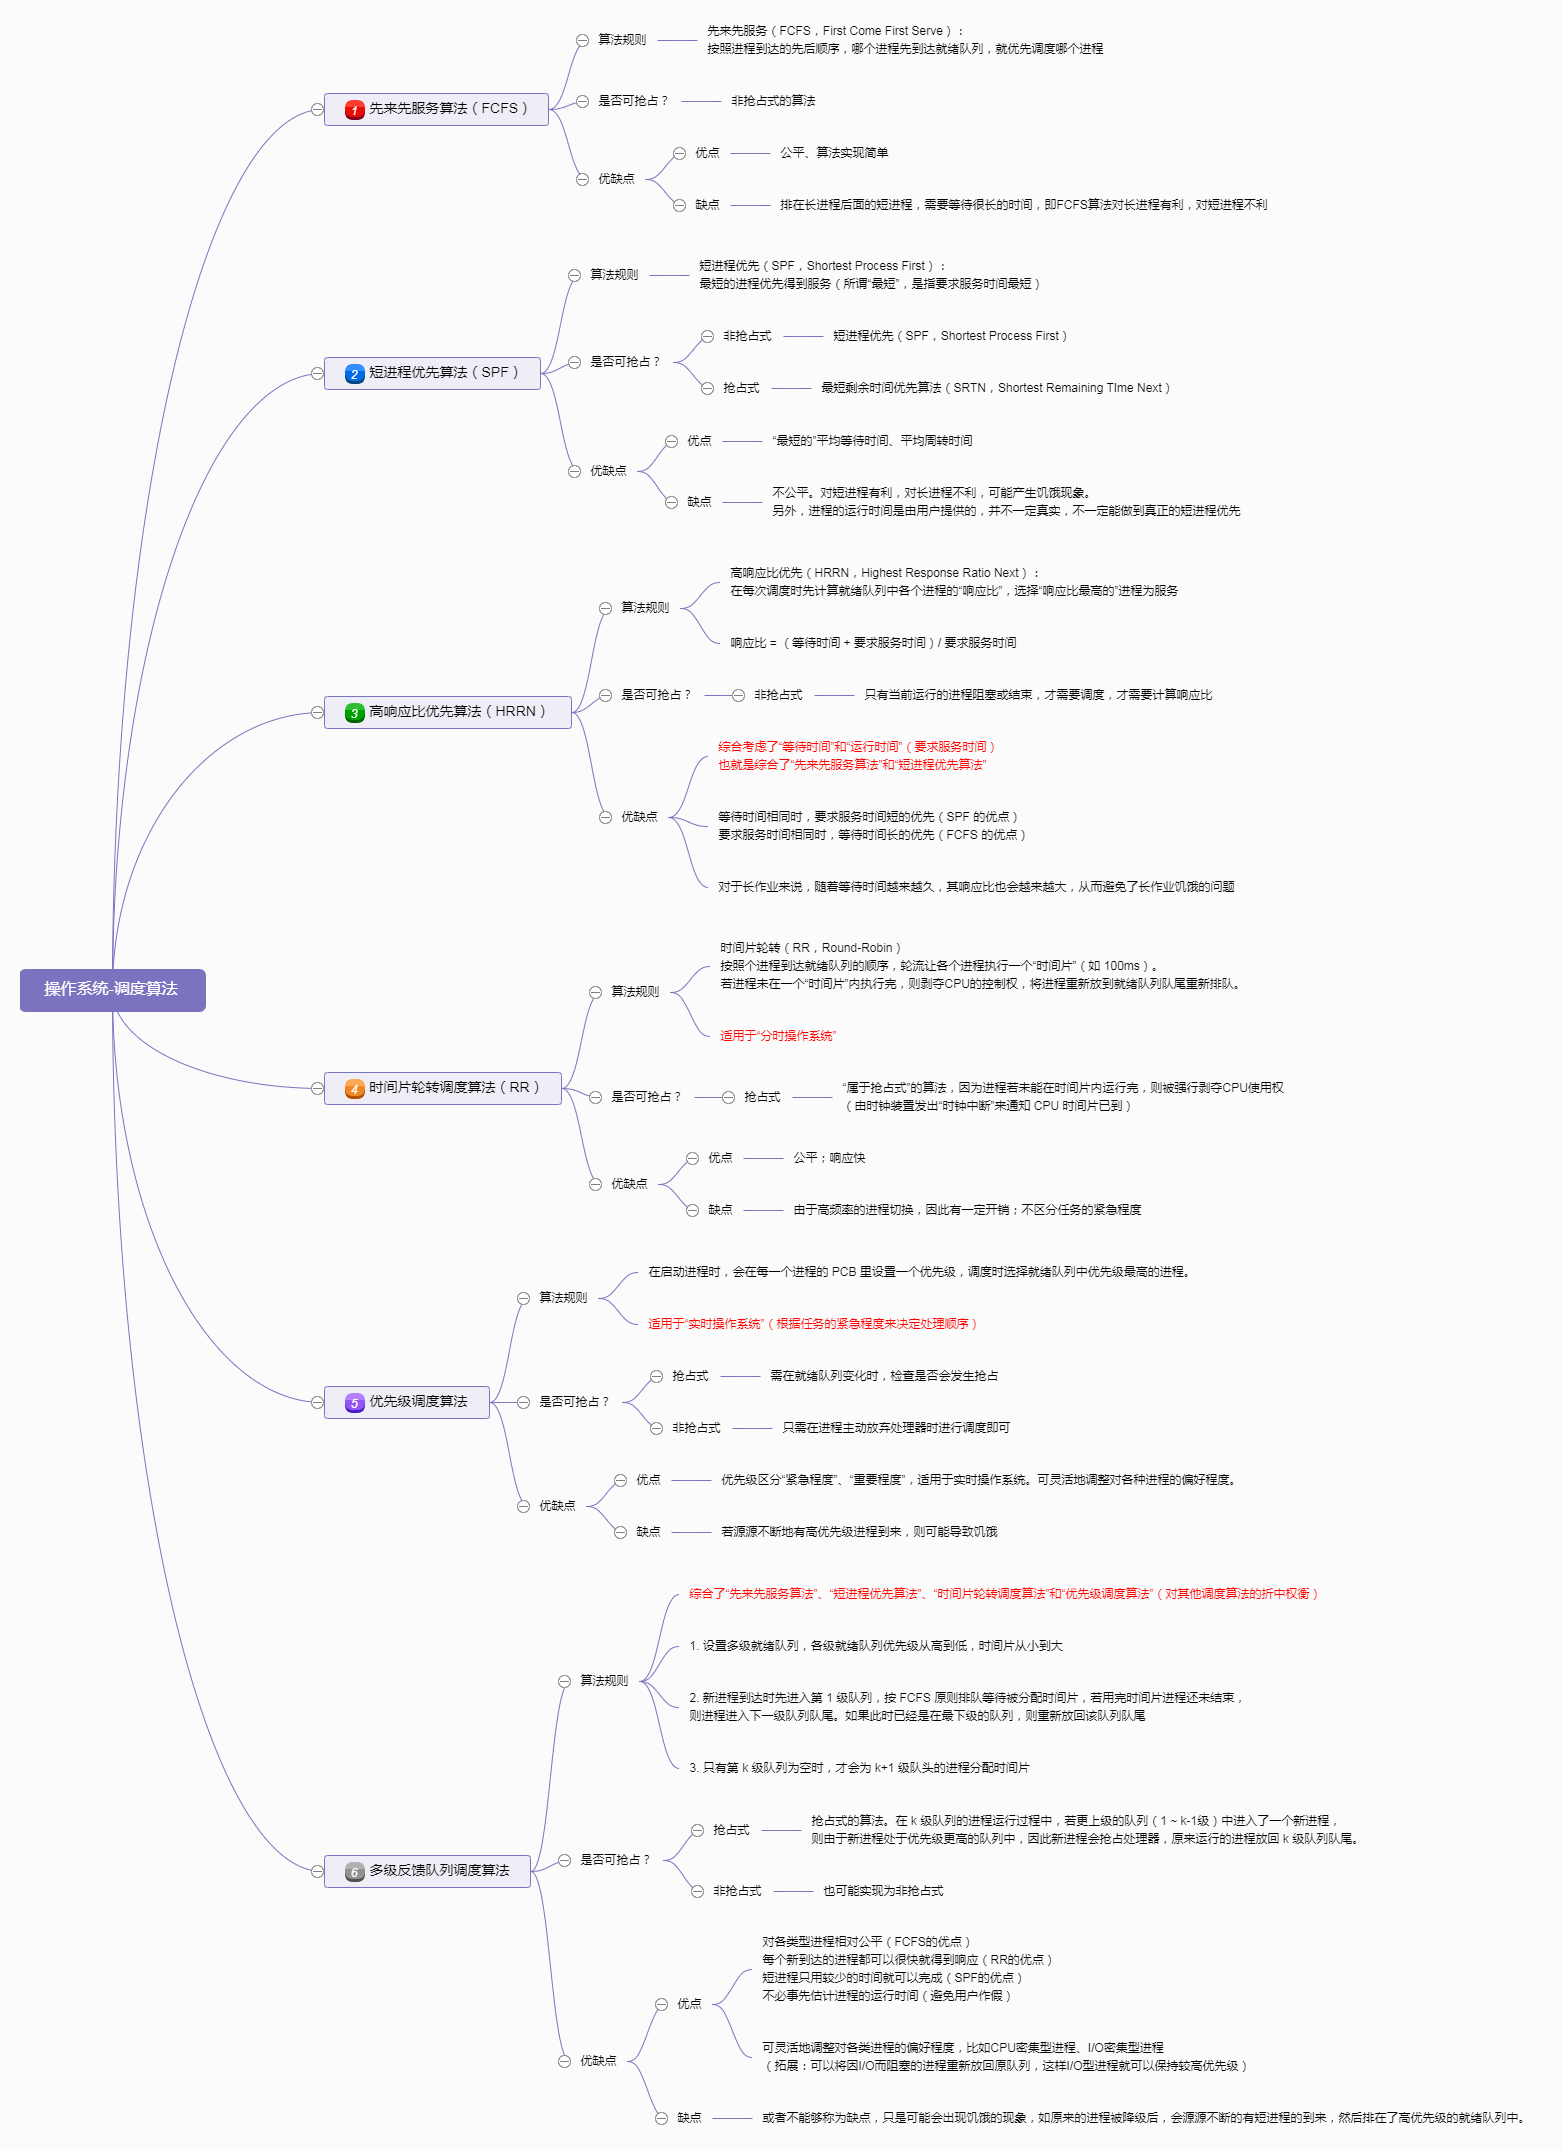 操作系统-调度算法
1 先来先服务算法（FCFS）
算法规则
先来先服务（FCFS，First Come First Serve）：
按照进程到达的先后顺序，哪个进程先到达就绪队列，就优先调度哪个进程
是否可抢占？
非抢占式的算法
优缺点
优点
公平、算法实现简单
缺点
排在长进程后面的短进程，需要等待很长的时间，即FCFS算法对长进程有利，对短进程不利
2 短进程优先算法（SPF）
算法规则
短进程优先（SPF，Shortest Process First）：
最短的进程优先得到服务（所谓“最短”，是指要求服务时间最短）
是否可抢占？
非抢占式
短进程优先（SPF，Shortest Process First）
抢占式
最短剩余时间优先算法（SRTN，Shortest Remaining TIme Next）
优缺点
优点
“最短的”平均等待时间、平均周转时间
缺点
不公平。对短进程有利，对长进程不利，可能产生饥饿现象。
另外，进程的运行时间是由用户提供的，并不一定真实，不一定能做到真正的短进程优先
3 高响应比优先算法（HRRN）
算法规则
高响应比优先（HRRN，Highest Response Ratio Next）：
在每次调度时先计算就绪队列中各个进程的“响应比”，选择“响应比最高的”进程为服务
响应比 = （等待时间 + 要求服务时间）/ 要求服务时间
是否可抢占？
非抢占式
只有当前运行的进程阻塞或结束，才需要调度，才需要计算响应比
优缺点
综合考虑了“等待时间”和“运行时间”（要求服务时间）
也就是综合了“先来先服务算法”和“短进程优先算法”
等待时间相同时，要求服务时间短的优先（SPF 的优点）
要求服务时间相同时，等待时间长的优先（FCFS 的优点）
对于长作业来说，随着等待时间越来越久，其响应比也会越来越大，从而避免了长作业饥饿的问题
4 时间片轮转调度算法（RR）
算法规则
时间片轮转（RR，Round-Robin）
按照个进程到达就绪队列的顺序，轮流让各个进程执行一个“时间片”（如 100ms）。
若进程未在一个“时间片”内执行完，则剥夺CPU的控制权，将进程重新放到就绪队列队尾重新排队。
适用于“分时操作系统”
是否可抢占？
抢占式
“属于抢占式”的算法，因为进程若未能在时间片内运行完，则被强行剥夺CPU使用权
（由时钟装置发出“时钟中断”来通知 CPU 时间片已到）
优缺点
优点
公平；响应快
缺点
由于高频率的进程切换，因此有一定开销；不区分任务的紧急程度
5 优先级调度算法
算法规则
在启动进程时，会在每一个进程的 PCB 里设置一个优先级，调度时选择就绪队列中优先级最高的进程。
适用于“实时操作系统”（根据任务的紧急程度来决定处理顺序）
是否可抢占？
抢占式
需在就绪队列变化时，检查是否会发生抢占
非抢占式
只需在进程主动放弃处理器时进行调度即可
优缺点
优点
优先级区分“紧急程度”、“重要程度”，适用于实时操作系统。可灵活地调整对各种进程的偏好程度。
缺点
若源源不断地有高优先级进程到来，则可能导致饥饿
6 多级反馈队列调度算法
算法规则
综合了“先来先服务算法”、“短进程优先算法”、“时间片轮转调度算法”和“优先级调度算法”（对其他调度算法的折中权衡）
1. 设置多级就绪队列，各级就绪队列优先级从高到低，时间片从小到大
2. 新进程到达时先进入第 1 级队列，按 FCFS 原则排队等待被分配时间片，若用完时间片进程还未结束，
则进程进入下一级队列队尾。如果此时已经是在最下级的队列，则重新放回该队列队尾
3. 只有第 k 级队列为空时，才会为 k+1 级队头的进程分配时间片
是否可抢占？
抢占式
抢占式的算法。在 k 级队列的进程运行过程中，若更上级的队列（1 ~ k-1级）中进入了一个新进程，
则由于新进程处于优先级更高的队列中，因此新进程会抢占处理器，原来运行的进程放回 k 级队列队尾。
非抢占式
也可能实现为非抢占式
优缺点
优点
对各类型进程相对公平（FCFS的优点）
每个新到达的进程都可以很快就得到响应（RR的优点）
短进程只用较少的时间就可以完成（SPF的优点）
不必事先估计进程的运行时间（避免用户作假）
可灵活地调整对各类进程的偏好程度，比如CPU密集型进程、I/O密集型进程
（拓展：可以将因I/O而阻塞的进程重新放回原队列，这样I/O型进程就可以保持较高优先级）
缺点
或者不能够称为缺点，只是可能会出现饥饿的现象，如原来的进程被降级后，会源源不断的有短进程的到来，然后排在了高优先级的就绪队列中。